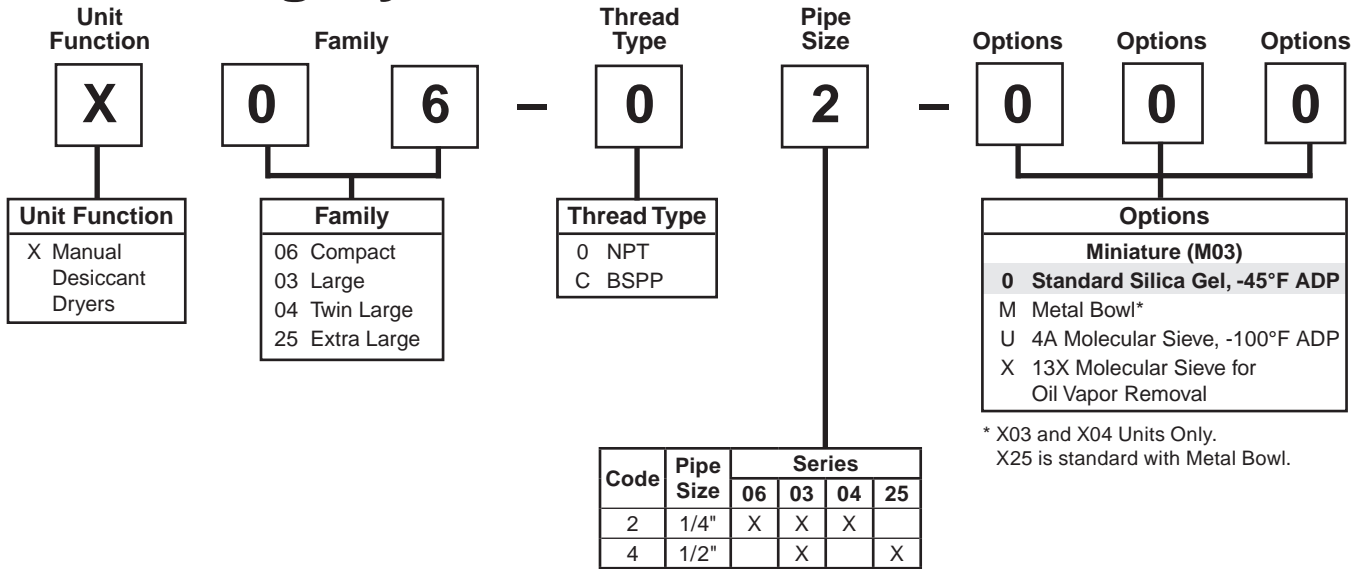 Unit Function
Family
Thread Type
Pipe Size
Options
Options
Options
X
0
6
–
0
2
–
0
0
0
Unit Function
X Manual
Desiccant
Dryers
Family
06 Compact
03 Large
04 Twin Large
25 Extra Large
Thread Type
0 NPT
C BSPP
Options
Miniature (M03)
0 Standard Silica Gel, -45°F ADP
M Metal Bowl*
U 4A Molecular Sieve, -100°F ADP
X 13X Molecular Sieve for
Oil Vapor Removal
* X03 and X04 Units Only.
X25 is standard with Metal Bowl.
Code Pipe Size Series
06 03 04 25
2 1/4" X X X
4 1/2" X X